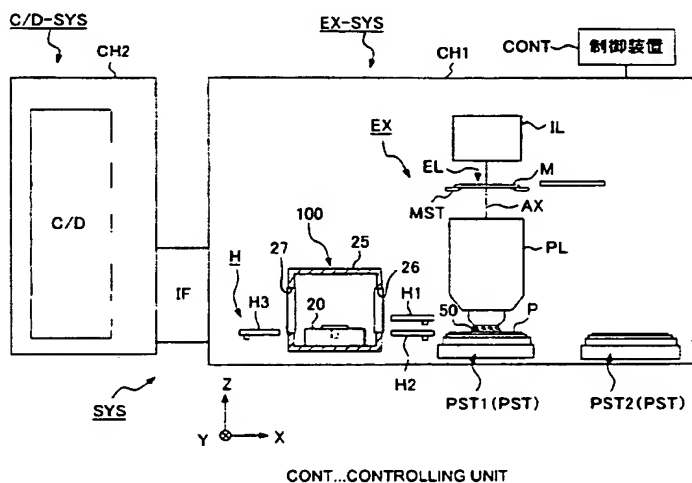 C/D-SYS
EX-SYS
CH2
CH1
CONT
制御装置
IL
EX
EL
M
MST
AX
C/D
100
25
PL
27
26
H
IF
H1
H3
20
50
P
H2
SYS
Z
Y
X
PST1(PST)
PST2(PST)
CONT...CONTROLLING UNIT